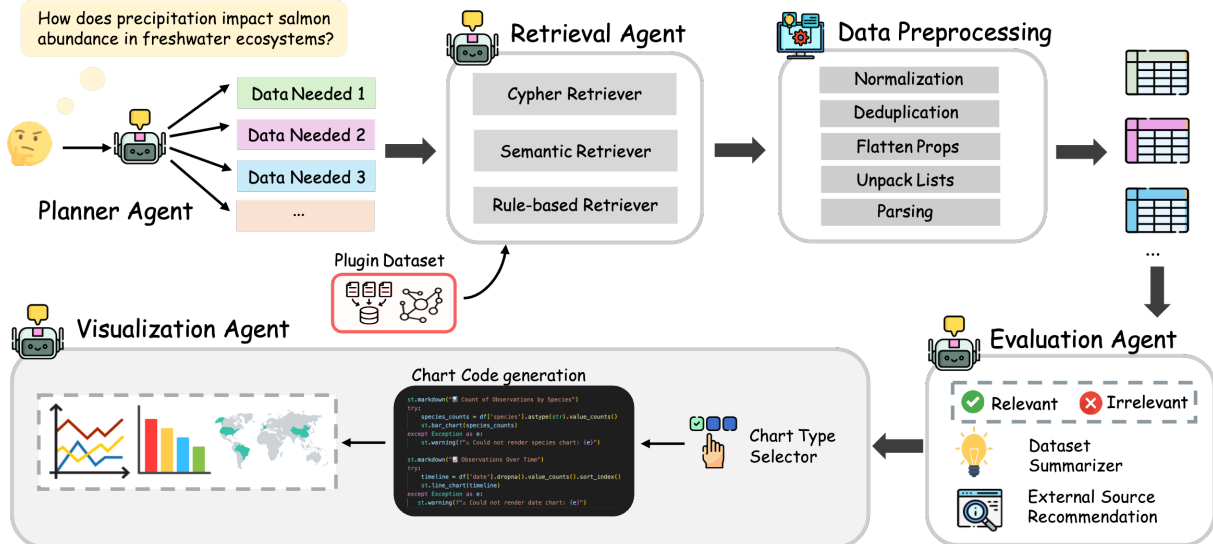 How does precipitation impact salmon
abundance in freshwater ecosystems?
Planner Agent
Data Needed 1
Data Needed 2
Data Needed 3
...
Retrieval Agent
Cypher Retriever
Semantic Retriever
Rule-based Retriever
Plugin Dataset
Data Preprocessing
Normalization
Deduplication
Flatten Props
Unpack Lists
Parsing
...
Evaluation Agent
Relevant
Irrelevant
Dataset
Summarizer
External Source
Recommendation
Visualization Agent
Chart Type
Selector
Chart Code generation
st.markdown("📊 Count of Observations by Species")
try:
species_counts = df['species'].astype(str).value_counts()
st.bar_chart(species_counts)
except Exception as e:
st.warning(f"⚠ Could not render species chart: {e}")
st.markdown("📊 Observations Over Time")
try:
timeline = df['date'].dropna().value_counts().sort_index()
st.line_chart(timeline)
except Exception as e:
st.warning(f"⚠ Could not render date chart: {e}")